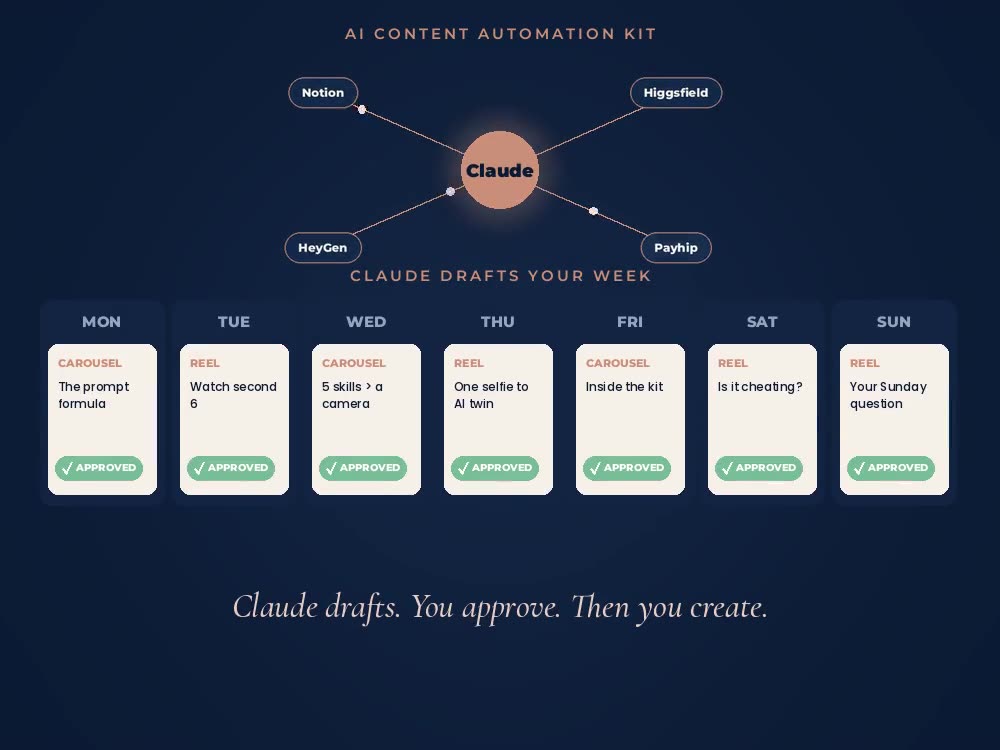 AI CONTENT AUTOMATION KIT
Notion
Higgsfield
Claude
HeyGen
Payhip
CLAUDE DRAFTS YOUR WEEK
MON
TUE
WED
THU
FRI
SAT
SUN
CAROUSEL
The prompt
formula
✓ APPROVED
REEL
Watch second
6
✓ APPROVED
CAROUSEL
5 skills > a
camera
✓ APPROVED
REEL
One selfie to
AI twin
✓ APPROVED
CAROUSEL
Inside the kit
✓ APPROVED
REEL
Is it cheating?
✓ APPROVED
REEL
Your Sunday
question
✓ APPROVED
Claude drafts. You approve. Then you create.